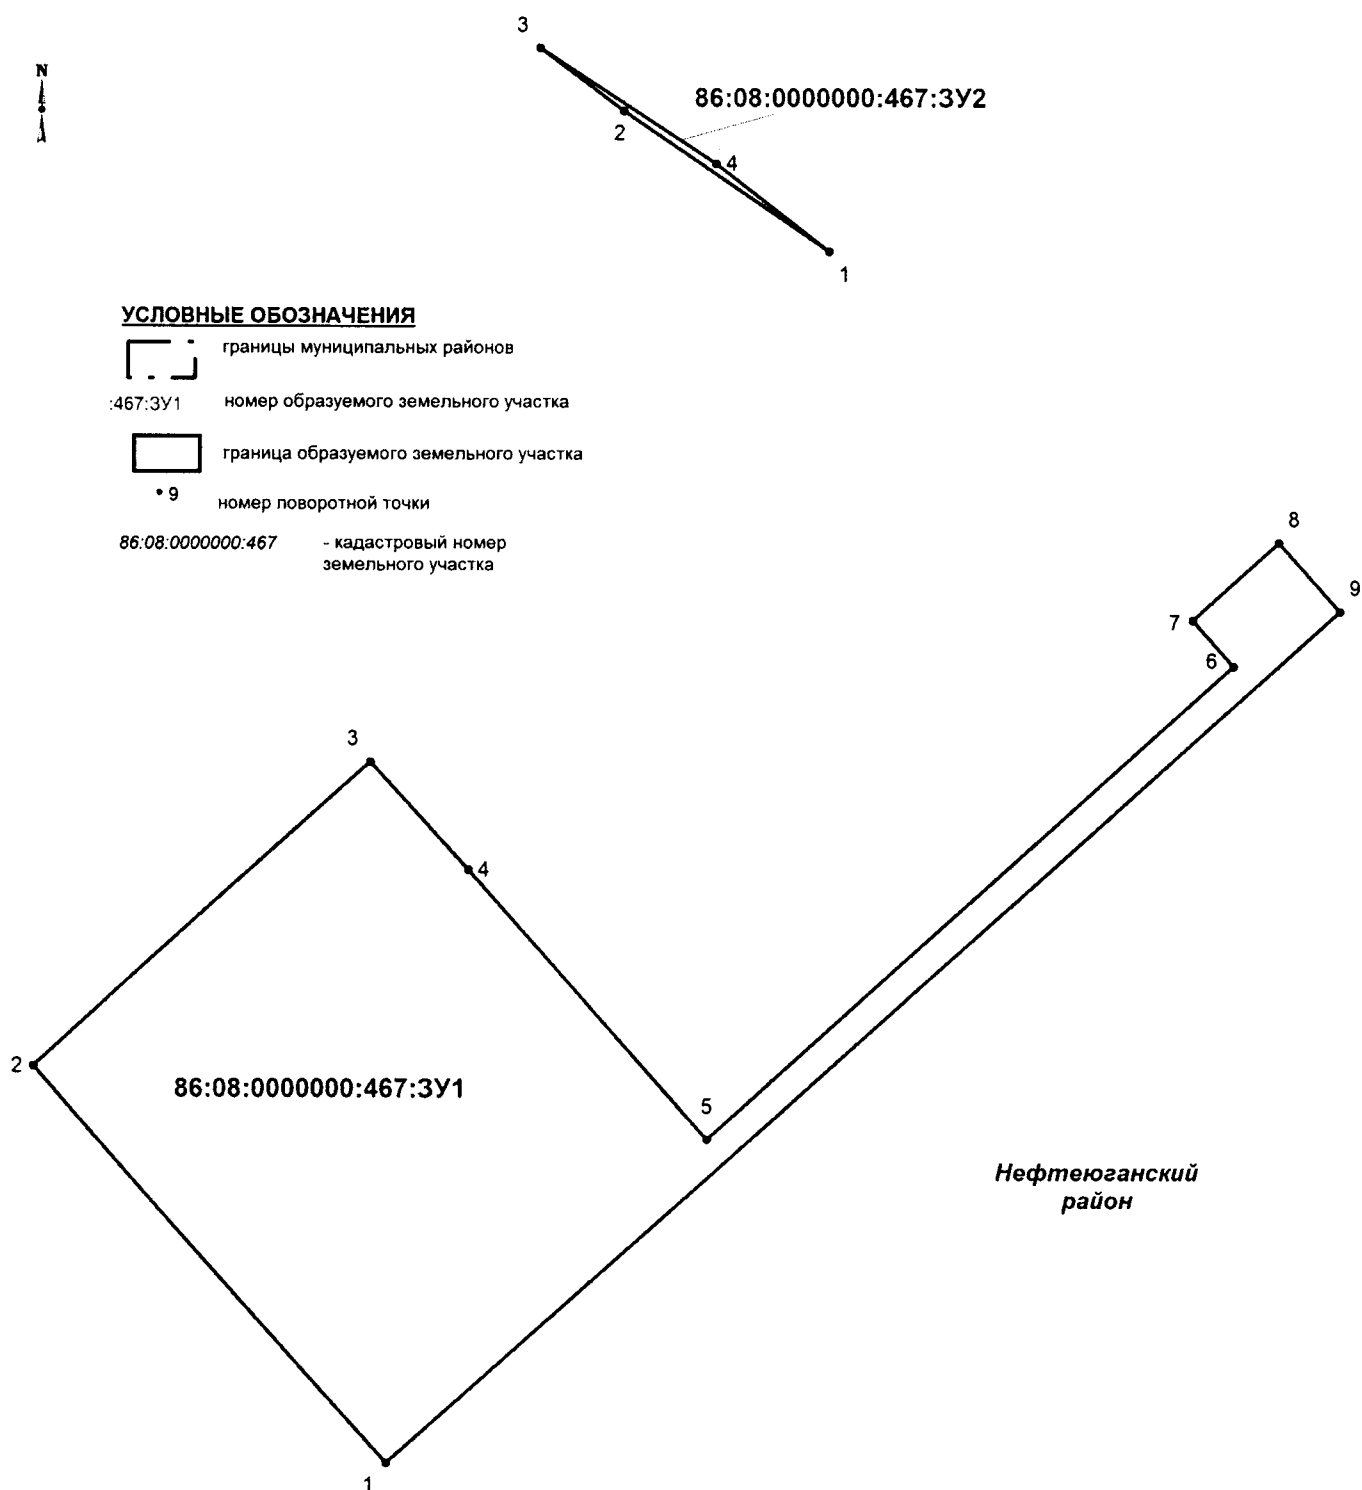 3
N
86:08:0000000:467:ЗУ2
2
4
1
УСЛОВНЫЕ ОБОЗНАЧЕНИЯ
границы муниципальных районов
:467:ЗУ1 номер образуемого земельного участка
граница образуемого земельного участка
9 номер поворотной точки
86:08:0000000:467 - кадастровый номер
земельного участка
8
9
7
6
3
4
2
86:08:0000000:467:ЗУ1
5
Нефтеюганский
район
1